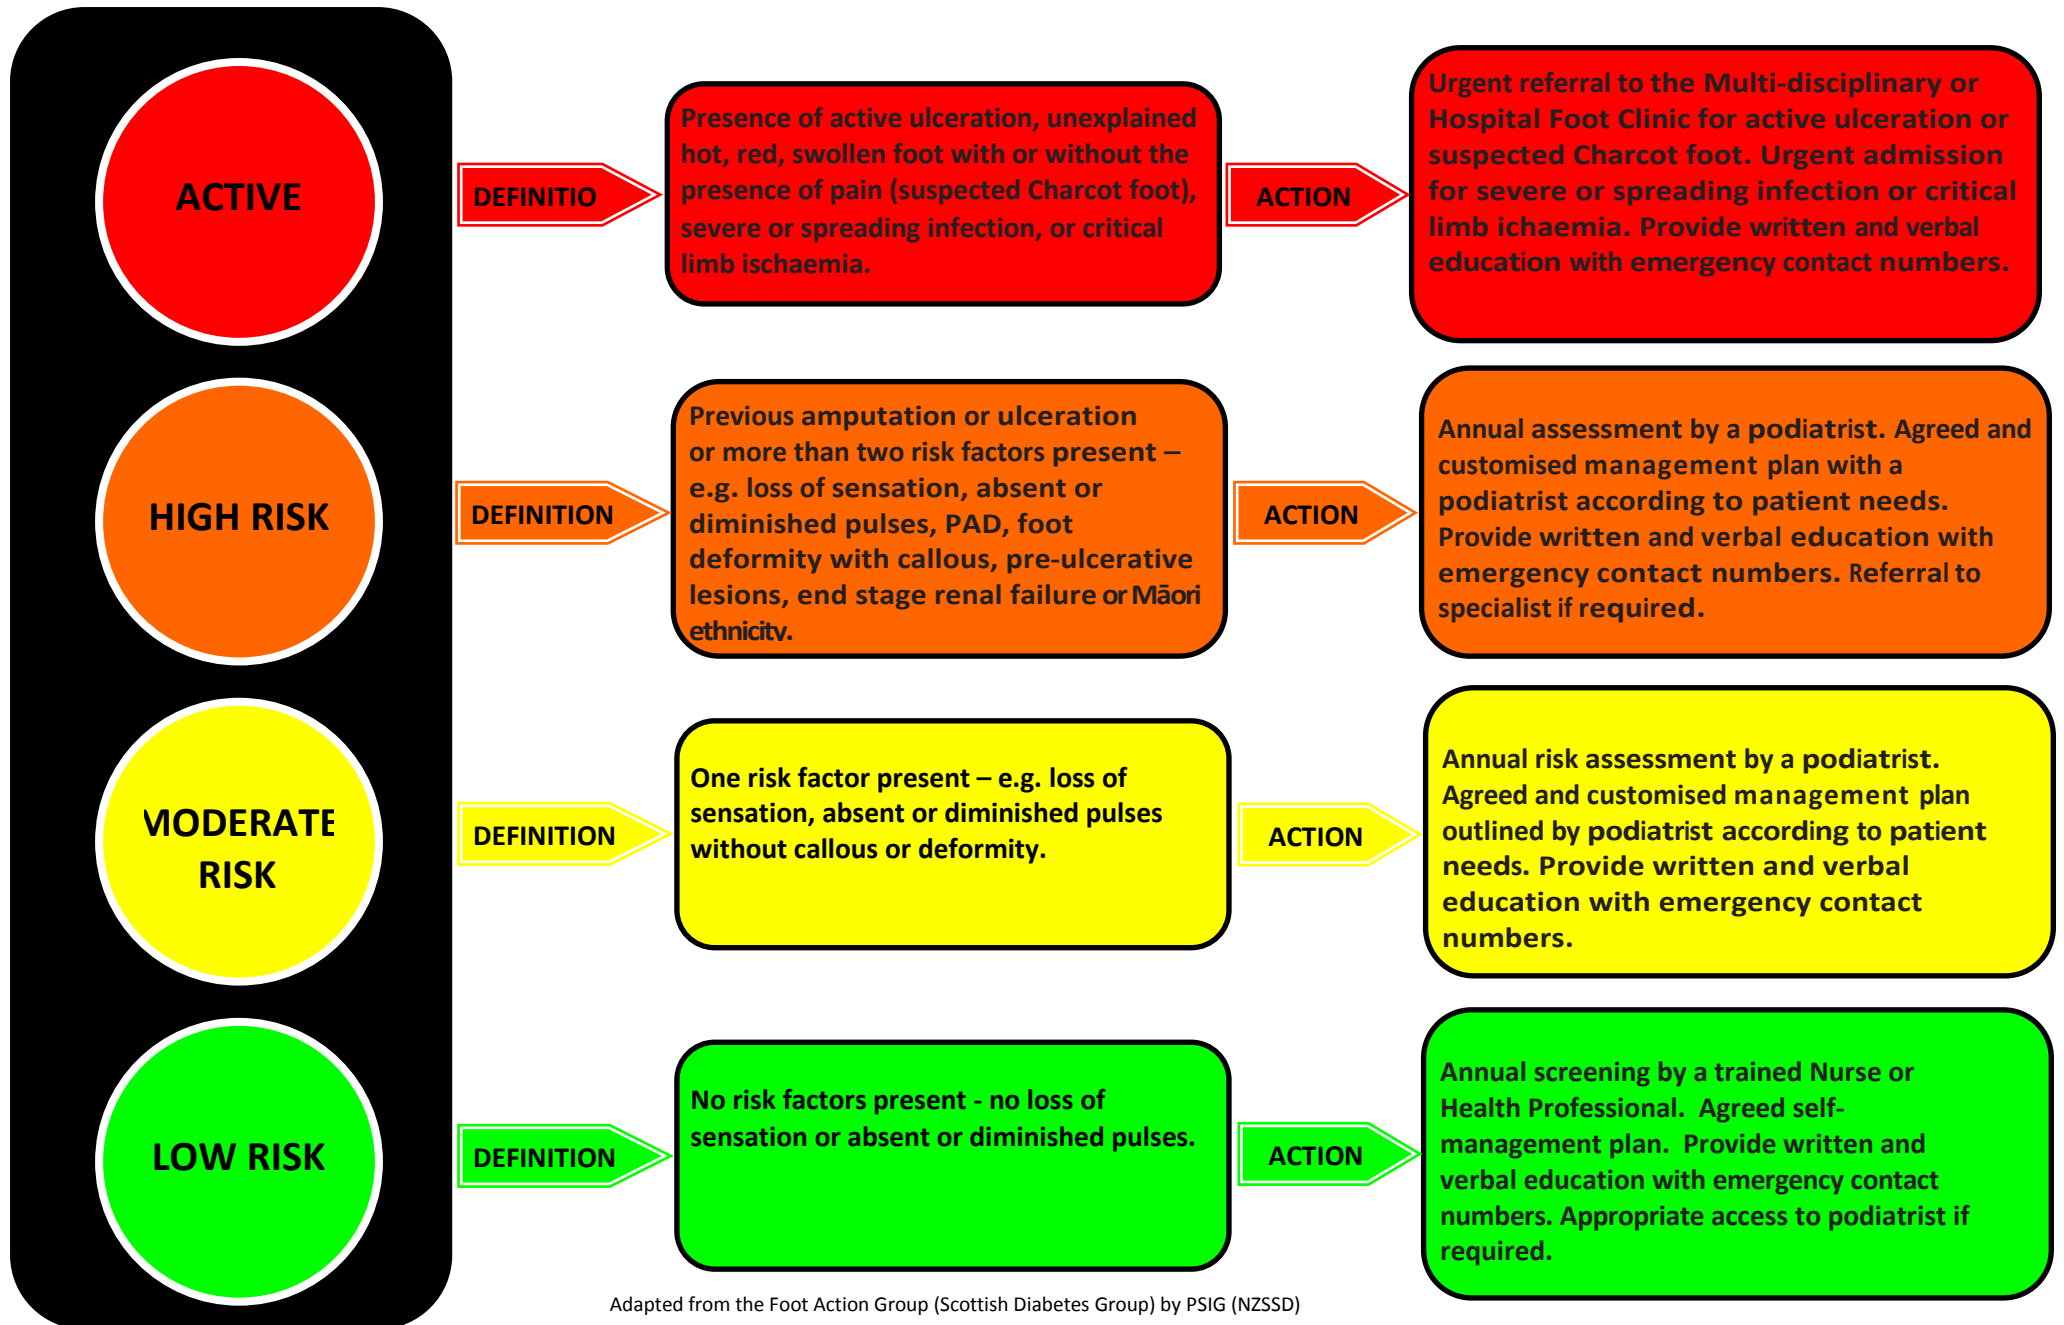 ACTIVE
DEFINITIO
Presence of active ulceration, unexplained
hot, red, swollen foot with or without the
presence of pain (suspected Charcot foot),
severe or spreading infection, or critical
limb ischaemia.
ACTION
Urgent referral to the Multi-disciplinary or
Hospital Foot Clinic for active ulceration or
suspected Charcot foot. Urgent admission
for severe or spreading infection or critical
limb ichaemia. Provide written and verbal
education with emergency contact numbers.
HIGH RISK
DEFINITION
Previous amputation or ulceration
or more than two risk factors present –
e.g. loss of sensation, absent or
diminished pulses, PAD, foot
deformity with callous, pre-ulcerative
lesions, end stage renal failure or Māori
ethnicity.
ACTION
Annual assessment by a podiatrist. Agreed and
customised management plan with a
podiatrist according to patient needs.
Provide written and verbal education with
emergency contact numbers. Referral to
specialist if required.
MODERATE
RISK
DEFINITION
One risk factor present – e.g. loss of
sensation, absent or diminished pulses
without callous or deformity.
ACTION
Annual risk assessment by a podiatrist.
Agreed and customised management plan
outlined by podiatrist according to patient
needs. Provide written and verbal
education with emergency contact
numbers.
LOW RISK
DEFINITION
No risk factors present - no loss of
sensation or absent or diminished pulses.
ACTION
Annual screening by a trained Nurse or
Health Professional. Agreed self-
management plan. Provide written and
verbal education with emergency contact
numbers. Appropriate access to podiatrist if
required.
Adapted from the Foot Action Group (Scottish Diabetes Group) by PSIG (NZSSD)